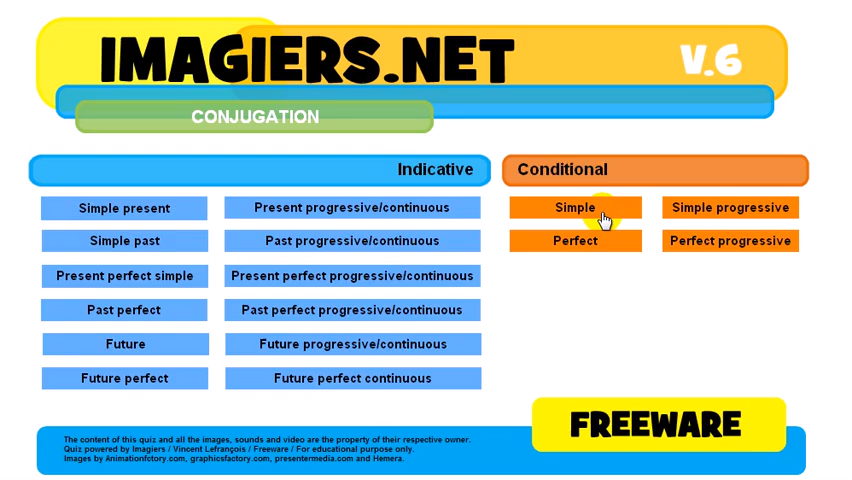 IMAGIERS.NET
V.6
CONJUGATION
Indicative
Conditional
Simple present
Present progressive/continuous
Simple
Simple progressive
Simple past
Past progressive/continuous
Perfect
Perfect progressive
Present perfect simple
Present perfect progressive/continuous
Past perfect
Past perfect progressive/continuous
Future
Future progressive/continuous
Future perfect
Future perfect continuous
FREEWARE
The content of this quiz and all the images, sounds and video are the property of their respective owner.
Quiz powered by Imagiers / Vincent Lefrançois / Freeware / For educational purpose only.
Images by Animationfotory.com, graphicsfactory.com, presentermedia.com and Hemera.